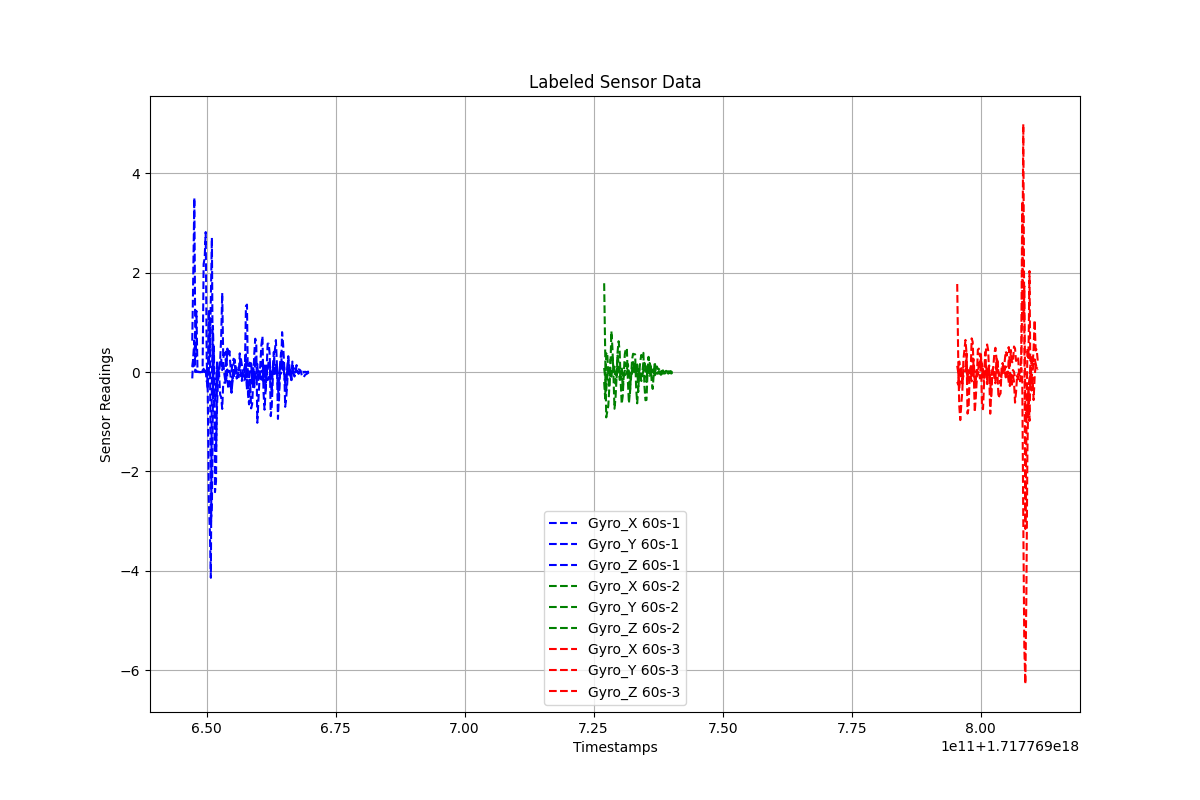 Labeled Sensor Data
Sensor Readings
4
2
0
−2
−4
−6
Gyro_X 60s-1
Gyro_Y 60s-1
Gyro_Z 60s-1
Gyro_X 60s-2
Gyro_Y 60s-2
Gyro_Z 60s-2
Gyro_X 60s-3
Gyro_Y 60s-3
Gyro_Z 60s-3
6.50 6.75 7.00 7.25 7.50 7.75 8.00
Timestamps
1e11+1.717769e18